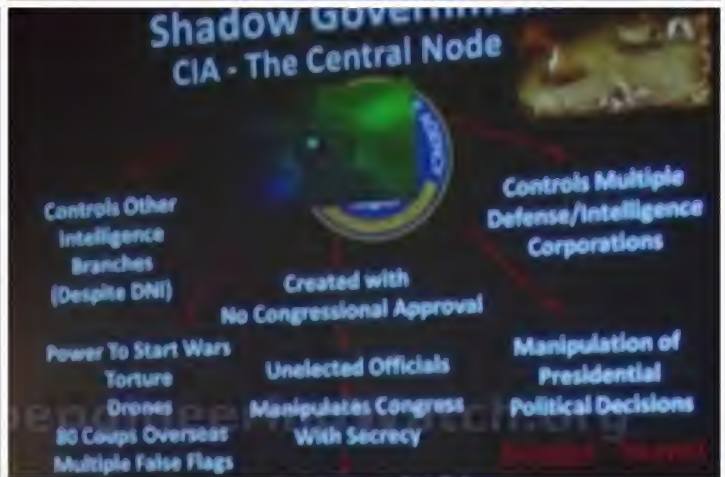 Shadow Government
CIA - The Central Node
AGENCY
Controls Other
Intelligence
Branches
(Despite DNI)
Controls Multiple
Defense/Intelligence
Corporations
Created with
No Congressional Approval
Power To Start Wars
Torture
Drones
80 Coups Overseas
Multiple False Flags
Unelected Officials
Manipulates Congress
With Secrecy
Manipulation of
Presidential
Political Decisions